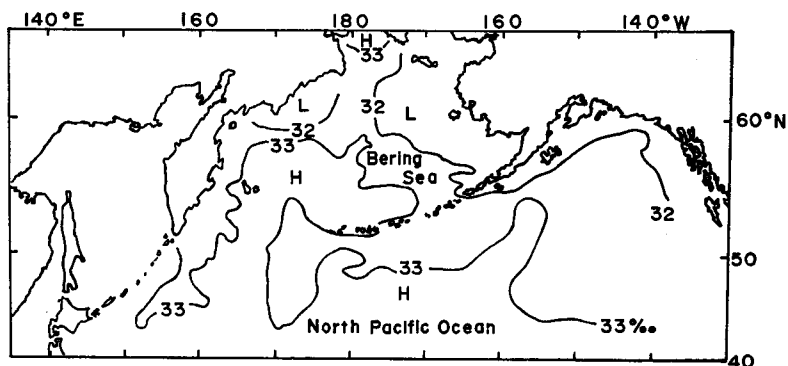 140°E 160 180 160 140°W
H
33
L 32 L
32 60°N
33
Bering
H Sea
32
33 50
H
33
North Pacific Ocean 33‰
40